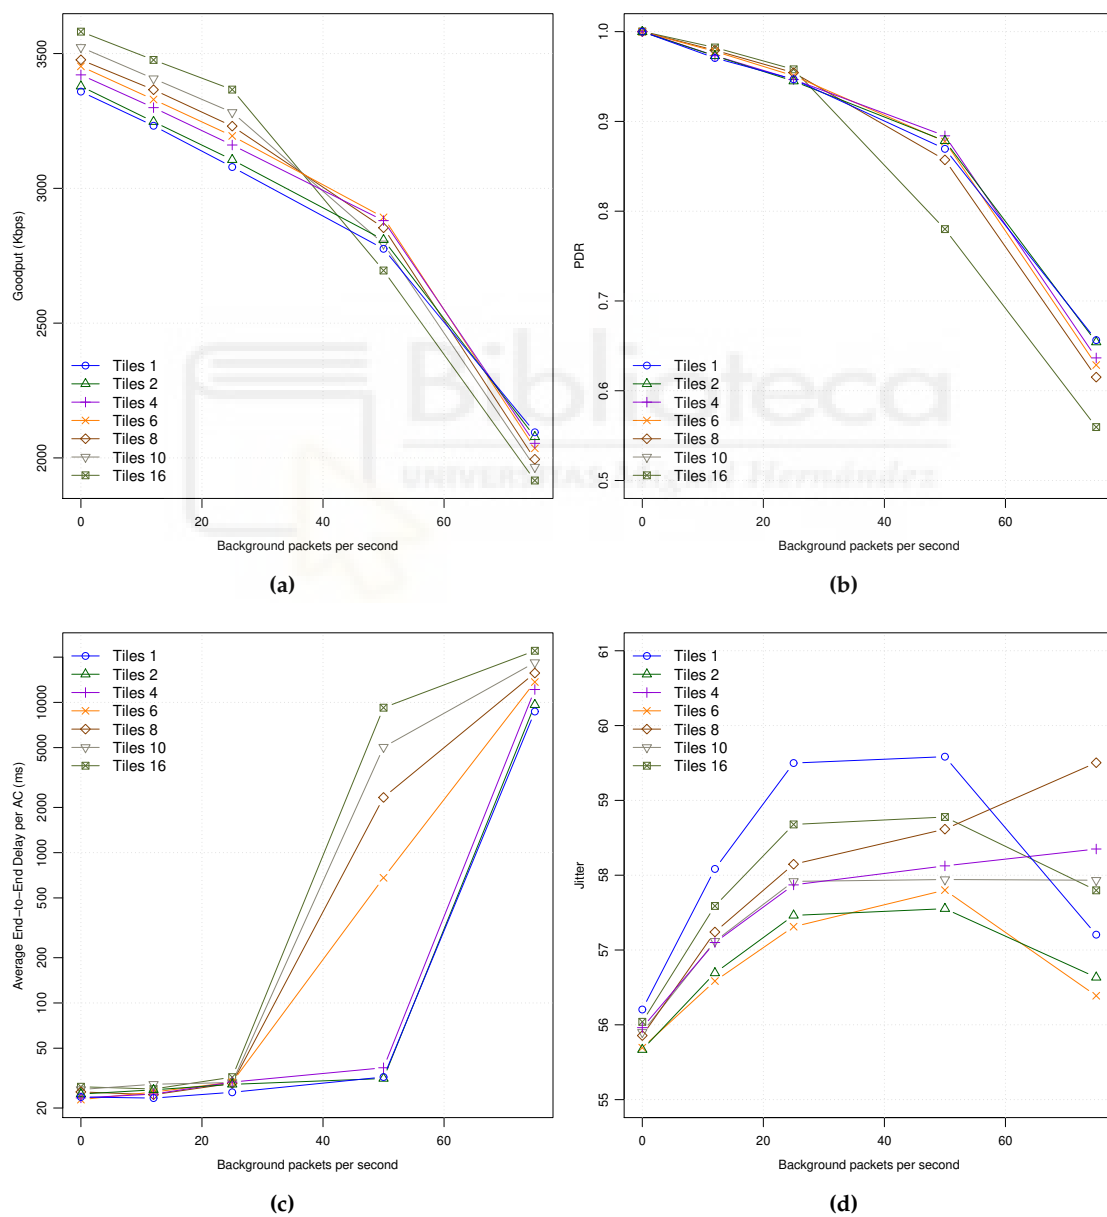 Goodput (Kbps)
3500
3000
2500
2000
Tiles 1
Tiles 2
Tiles 4
Tiles 6
Tiles 8
Tiles 10
Tiles 16
0
20
40
60
Background packets per second
(a)
PDR
1.0
0.9
0.8
0.7
0.6
0.5
Tiles 1
Tiles 2
Tiles 4
Tiles 6
Tiles 8
Tiles 10
Tiles 16
0
20
40
60
Background packets per second
(b)
Biblioteca
UNIVERSITAS Miguel Hernández
Average End-to-End Delay per AC (ms)
10000
5000
2000
1000
500
200
100
50
20
Tiles 1
Tiles 2
Tiles 4
Tiles 6
Tiles 8
Tiles 10
Tiles 16
0
20
40
60
Background packets per second
(c)
Jitter
61
60
59
58
57
56
55
Tiles 1
Tiles 2
Tiles 4
Tiles 6
Tiles 8
Tiles 10
Tiles 16
0
20
40
60
Background packets per second
(d)